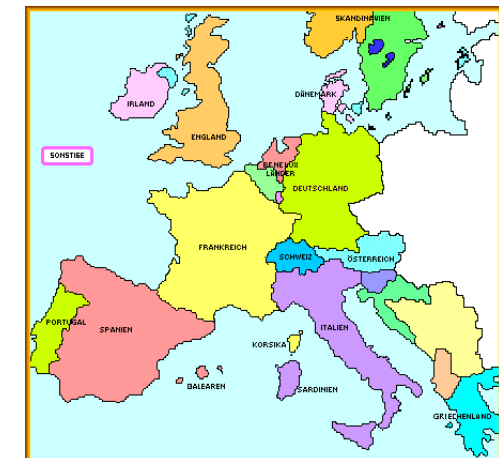 SKANDINAVIEN
DÄNEMARK
IRLAND
ENGLAND
SONSTIGE
BENELUX
LÄNDER
DEUTSCHLAND
FRANKREICH
SCHWEIZ
ÖSTERREICH
PORTUGAL
SPANIEN
ITALIEN
KORSIKA
BALEAREN
SARDINIEN
GRIECHENLAND